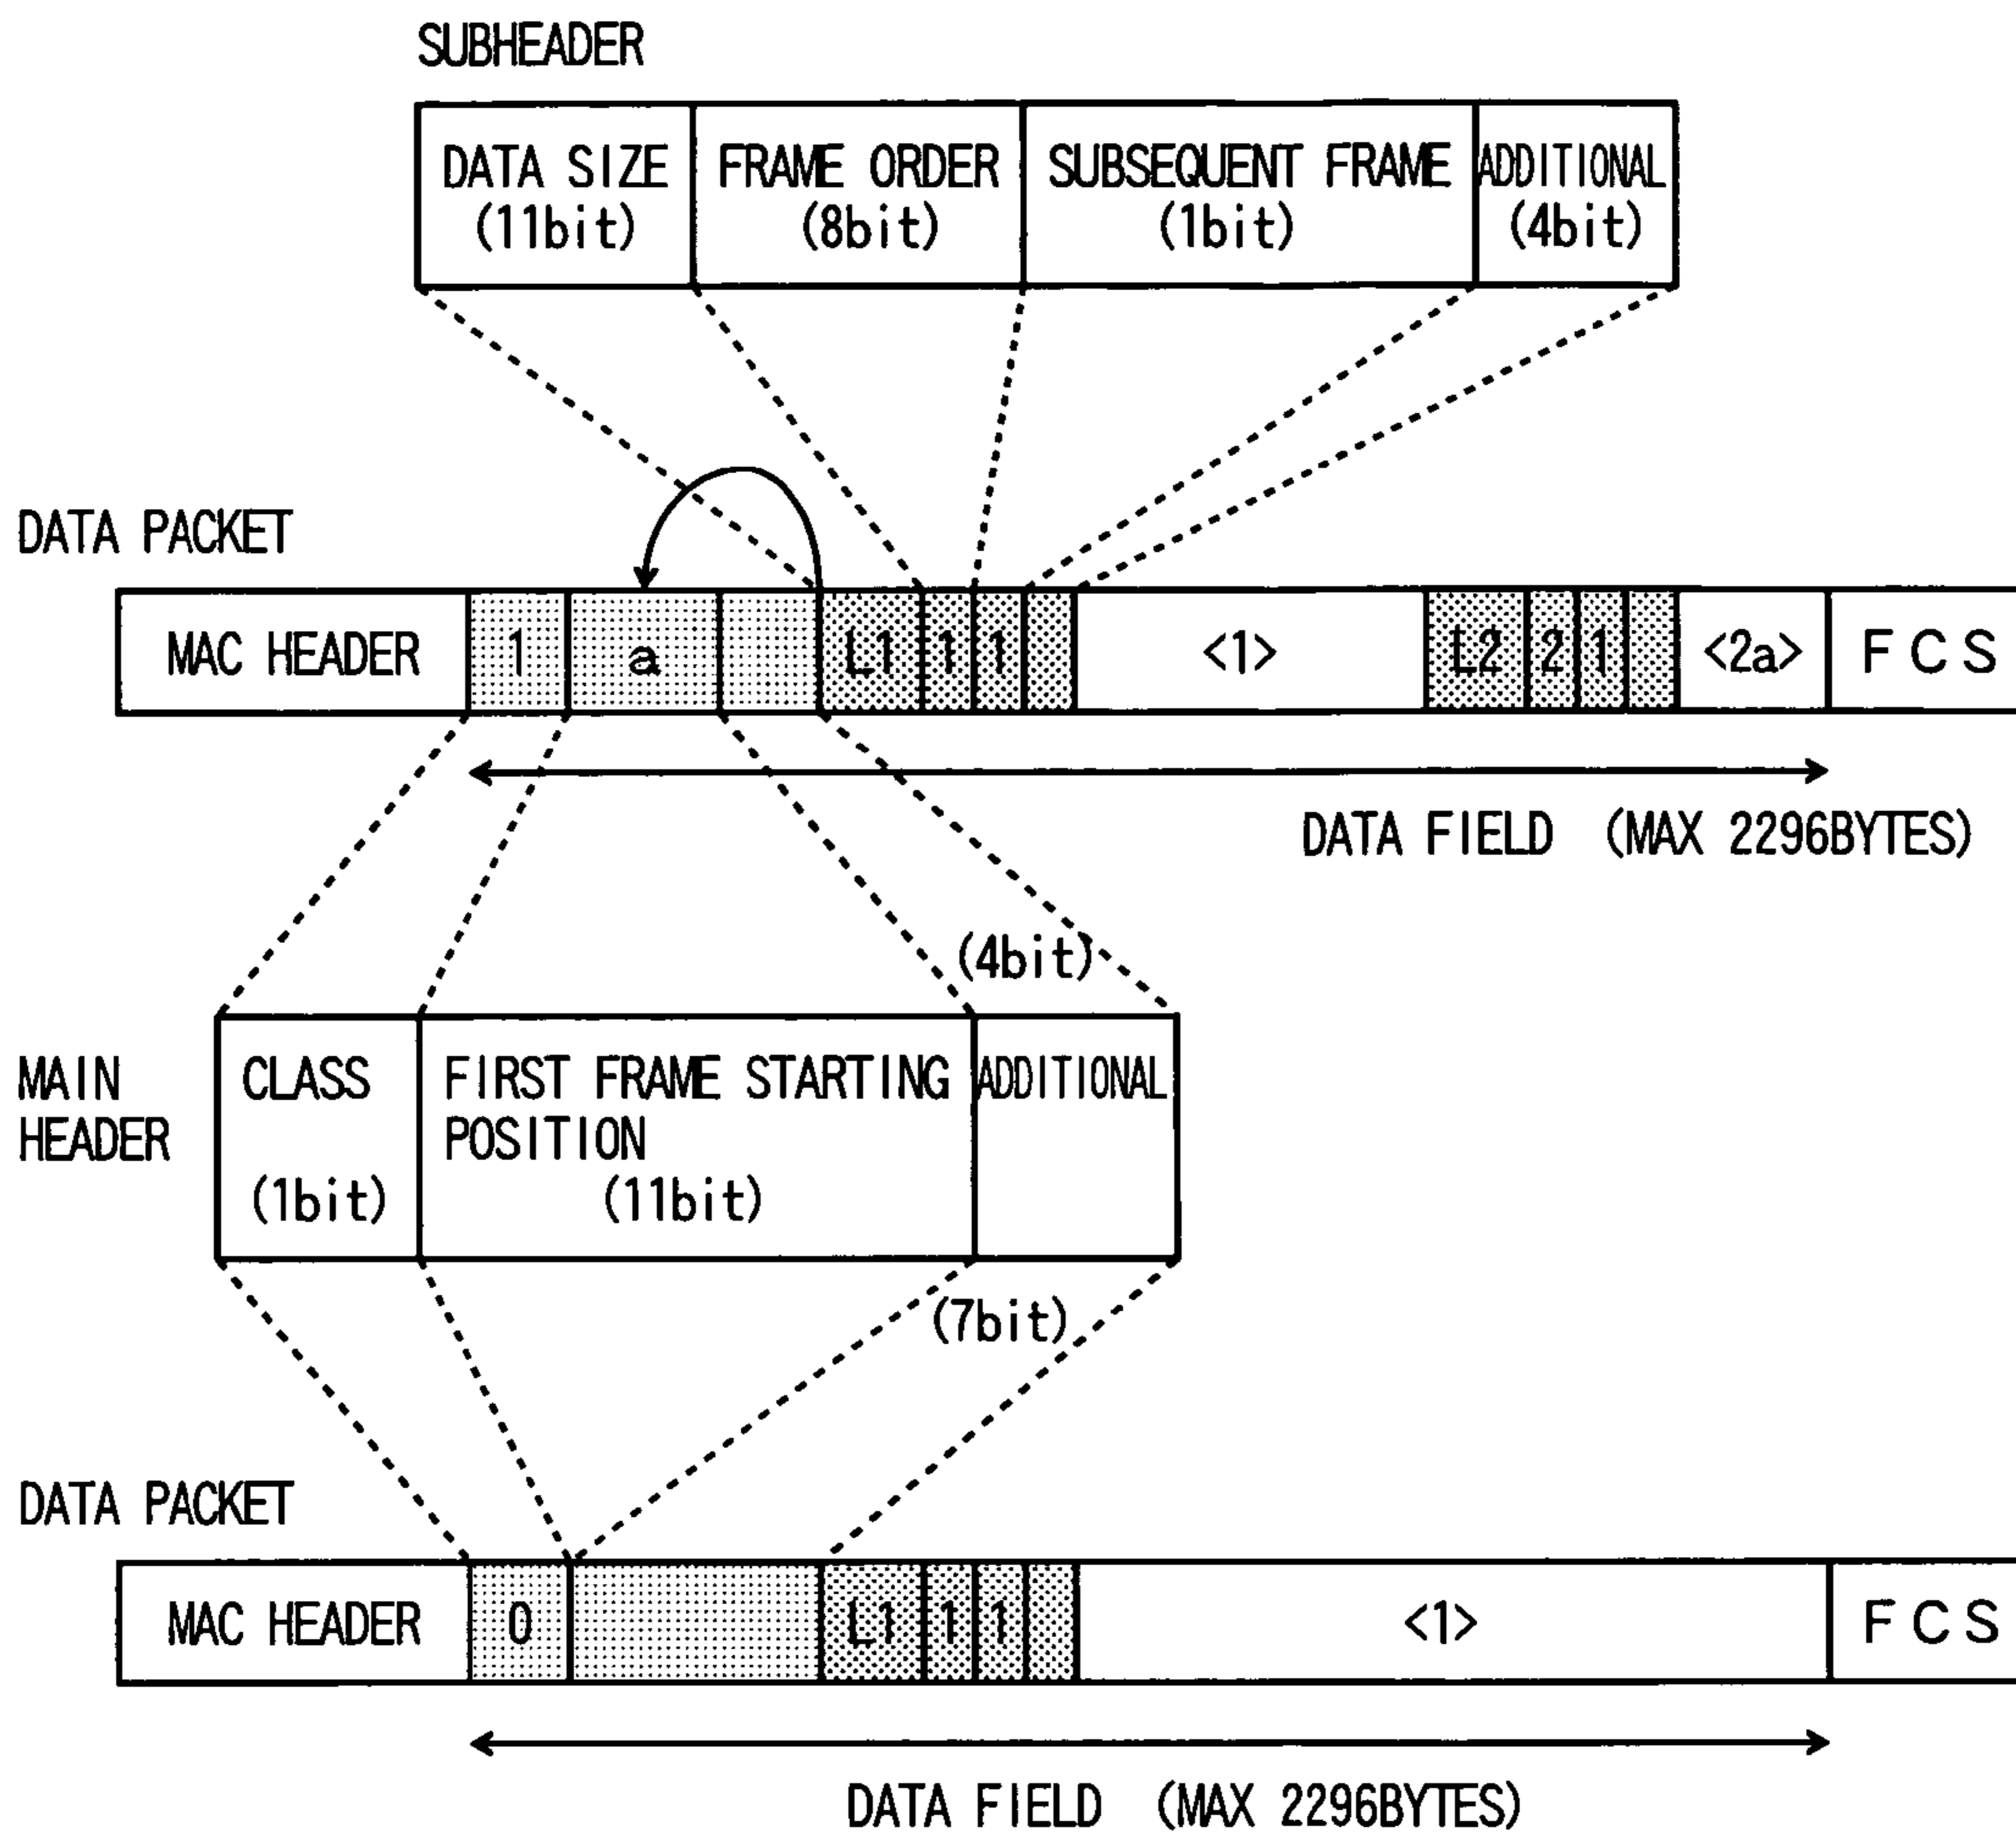 SUBHEADER
DATA SIZE FRAME ORDER SUBSEQUENT FRAME ADDITIONAL
(11bit) (8bit) (1bit) (4bit)
DATA PACKET
MAC HEADER 1 a L1 1 1 <1> L2 2 1 <2a> FCS
DATA FIELD (MAX 2296BYTES)
(4bit)
MAIN HEADER
CLASS
(1bit)
FIRST FRAME STARTING
POSITION
(11bit)
ADDITIONAL
(7bit)
DATA PACKET
MAC HEADER 0 L1 1 1 <1> FCS
DATA FIELD (MAX 2296BYTES)